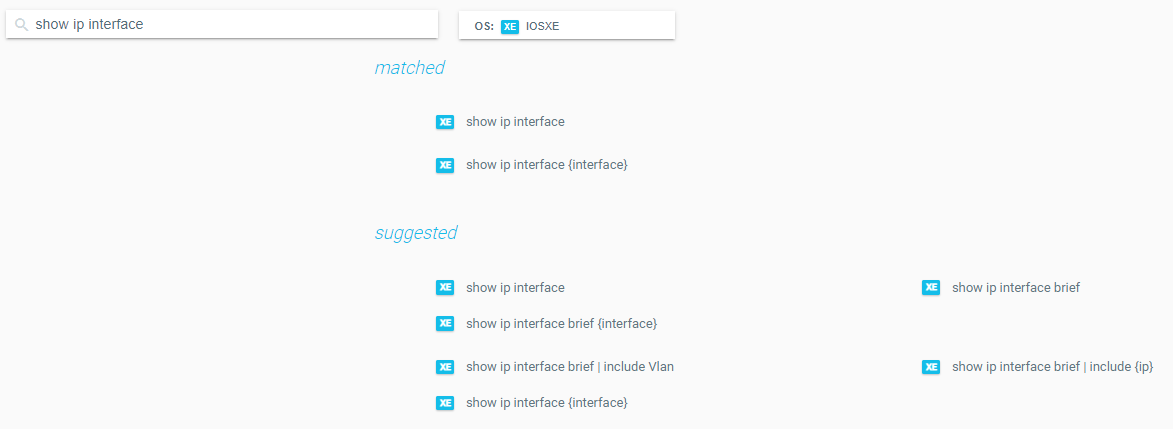 show ip interface
OS: XE IOSXE
matched
XE show ip interface
XE show ip interface {interface}
suggested
XE show ip interface
XE show ip interface brief
XE show ip interface brief {interface}
XE show ip interface brief | include Vlan
XE show ip interface brief | include {ip}
XE show ip interface {interface}